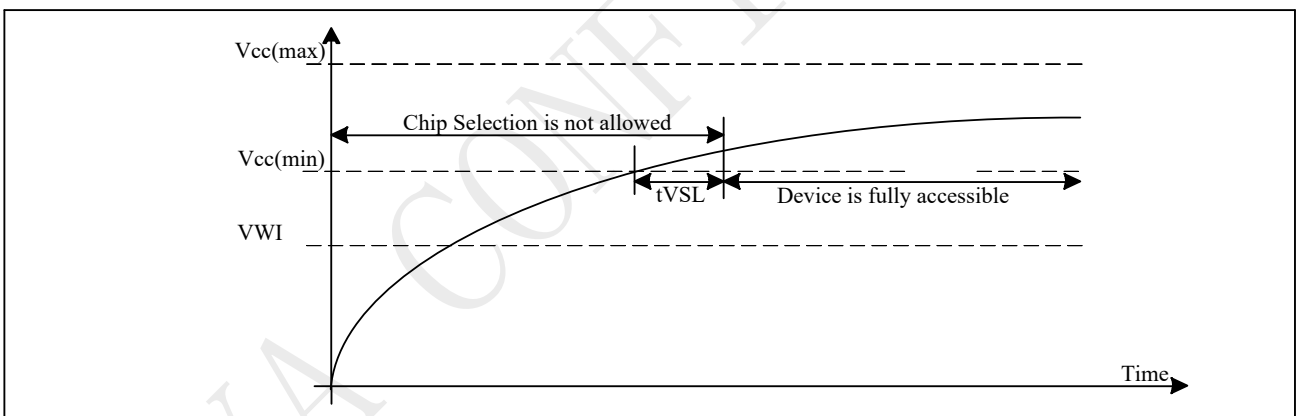 Vcc(max)
Chip Selection is not allowed
Vcc(min)
tVSL
Device is fully accessible
VWI
Time